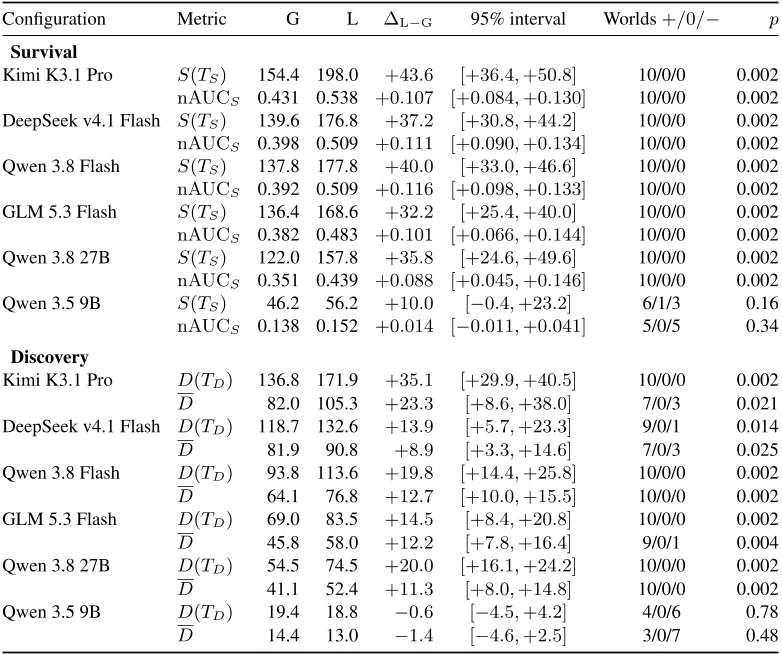 Configuration Metric G L Δ_{L−G} 95% interval Worlds +/0/− p
Survival
Kimi K3.1 Pro S(T_S) 154.4 198.0 +43.6 [+36.4, +50.8] 10/0/0 0.002
nAUC_S 0.431 0.538 +0.107 [+0.084, +0.130] 10/0/0 0.002
DeepSeek v4.1 Flash S(T_S) 139.6 176.8 +37.2 [+30.8, +44.2] 10/0/0 0.002
nAUC_S 0.398 0.509 +0.111 [+0.090, +0.134] 10/0/0 0.002
Qwen 3.8 Flash S(T_S) 137.8 177.8 +40.0 [+33.0, +46.6] 10/0/0 0.002
nAUC_S 0.392 0.509 +0.116 [+0.098, +0.133] 10/0/0 0.002
GLM 5.3 Flash S(T_S) 136.4 168.6 +32.2 [+25.4, +40.0] 10/0/0 0.002
nAUC_S 0.382 0.483 +0.101 [+0.066, +0.144] 10/0/0 0.002
Qwen 3.8 27B S(T_S) 122.0 157.8 +35.8 [+24.6, +49.6] 10/0/0 0.002
nAUC_S 0.351 0.439 +0.088 [+0.045, +0.146] 10/0/0 0.002
Qwen 3.5 9B S(T_S) 46.2 56.2 +10.0 [−0.4, +23.2] 6/1/3 0.16
nAUC_S 0.138 0.152 +0.014 [−0.011, +0.041] 5/0/5 0.34
Discovery
Kimi K3.1 Pro D(T_D) 136.8 171.9 +35.1 [+29.9, +40.5] 10/0/0 0.002
D̅ 82.0 105.3 +23.3 [+8.6, +38.0] 7/0/3 0.021
DeepSeek v4.1 Flash D(T_D) 118.7 132.6 +13.9 [+5.7, +23.3] 9/0/1 0.014
D̅ 81.9 90.8 +8.9 [+3.3, +14.6] 7/0/3 0.025
Qwen 3.8 Flash D(T_D) 93.8 113.6 +19.8 [+14.4, +25.8] 10/0/0 0.002
D̅ 64.1 76.8 +12.7 [+10.0, +15.5] 10/0/0 0.002
GLM 5.3 Flash D(T_D) 69.0 83.5 +14.5 [+8.4, +20.8] 10/0/0 0.002
D̅ 45.8 58.0 +12.2 [+7.8, +16.4] 9/0/1 0.004
Qwen 3.8 27B D(T_D) 54.5 74.5 +20.0 [+16.1, +24.2] 10/0/0 0.002
D̅ 41.1 52.4 +11.3 [+8.0, +14.8] 10/0/0 0.002
Qwen 3.5 9B D(T_D) 19.4 18.8 −0.6 [−4.5, +4.2] 4/0/6 0.78
D̅ 14.4 13.0 −1.4 [−4.6, +2.5] 3/0/7 0.48